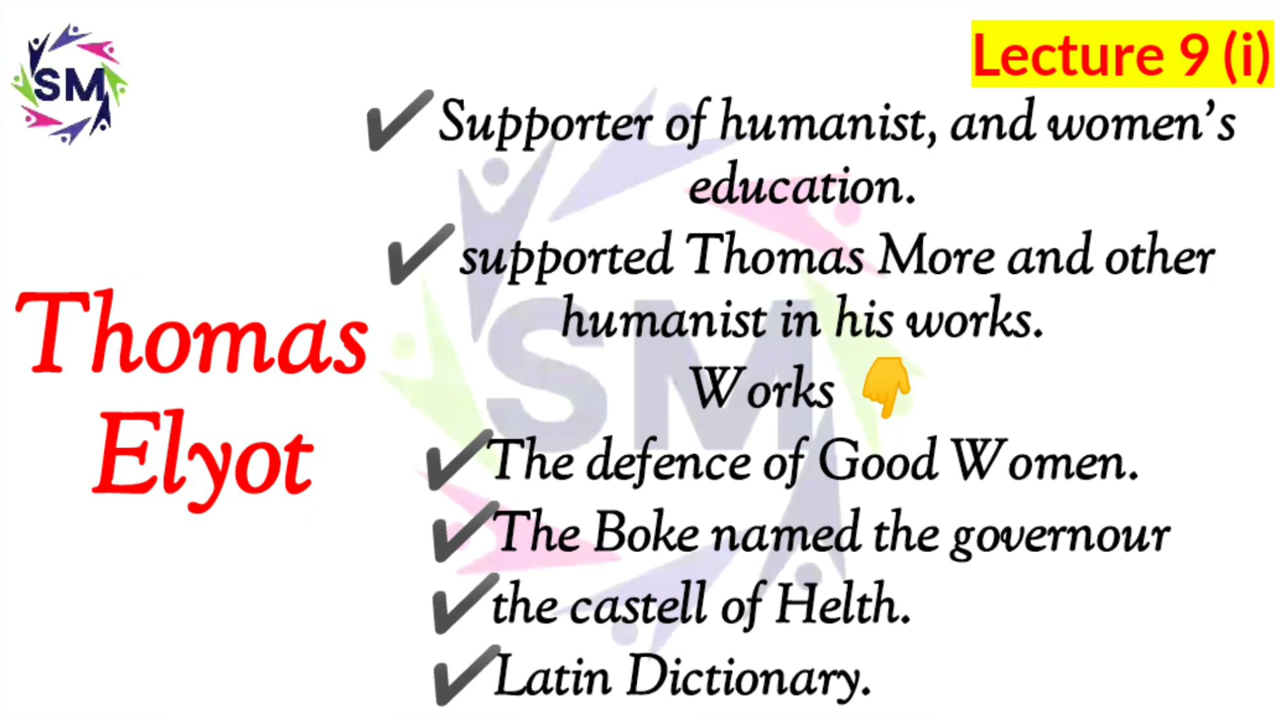 SM
Lecture 9 (i)
Thomas
Elyot
✔Supporter of humanist, and women's
education.
✔supported Thomas More and other
humanist in his works.
Works 👇
✔The defence of Good Women.
✔The Boke named the governour
✔the castell of Helth.
✔Latin Dictionary.
SM